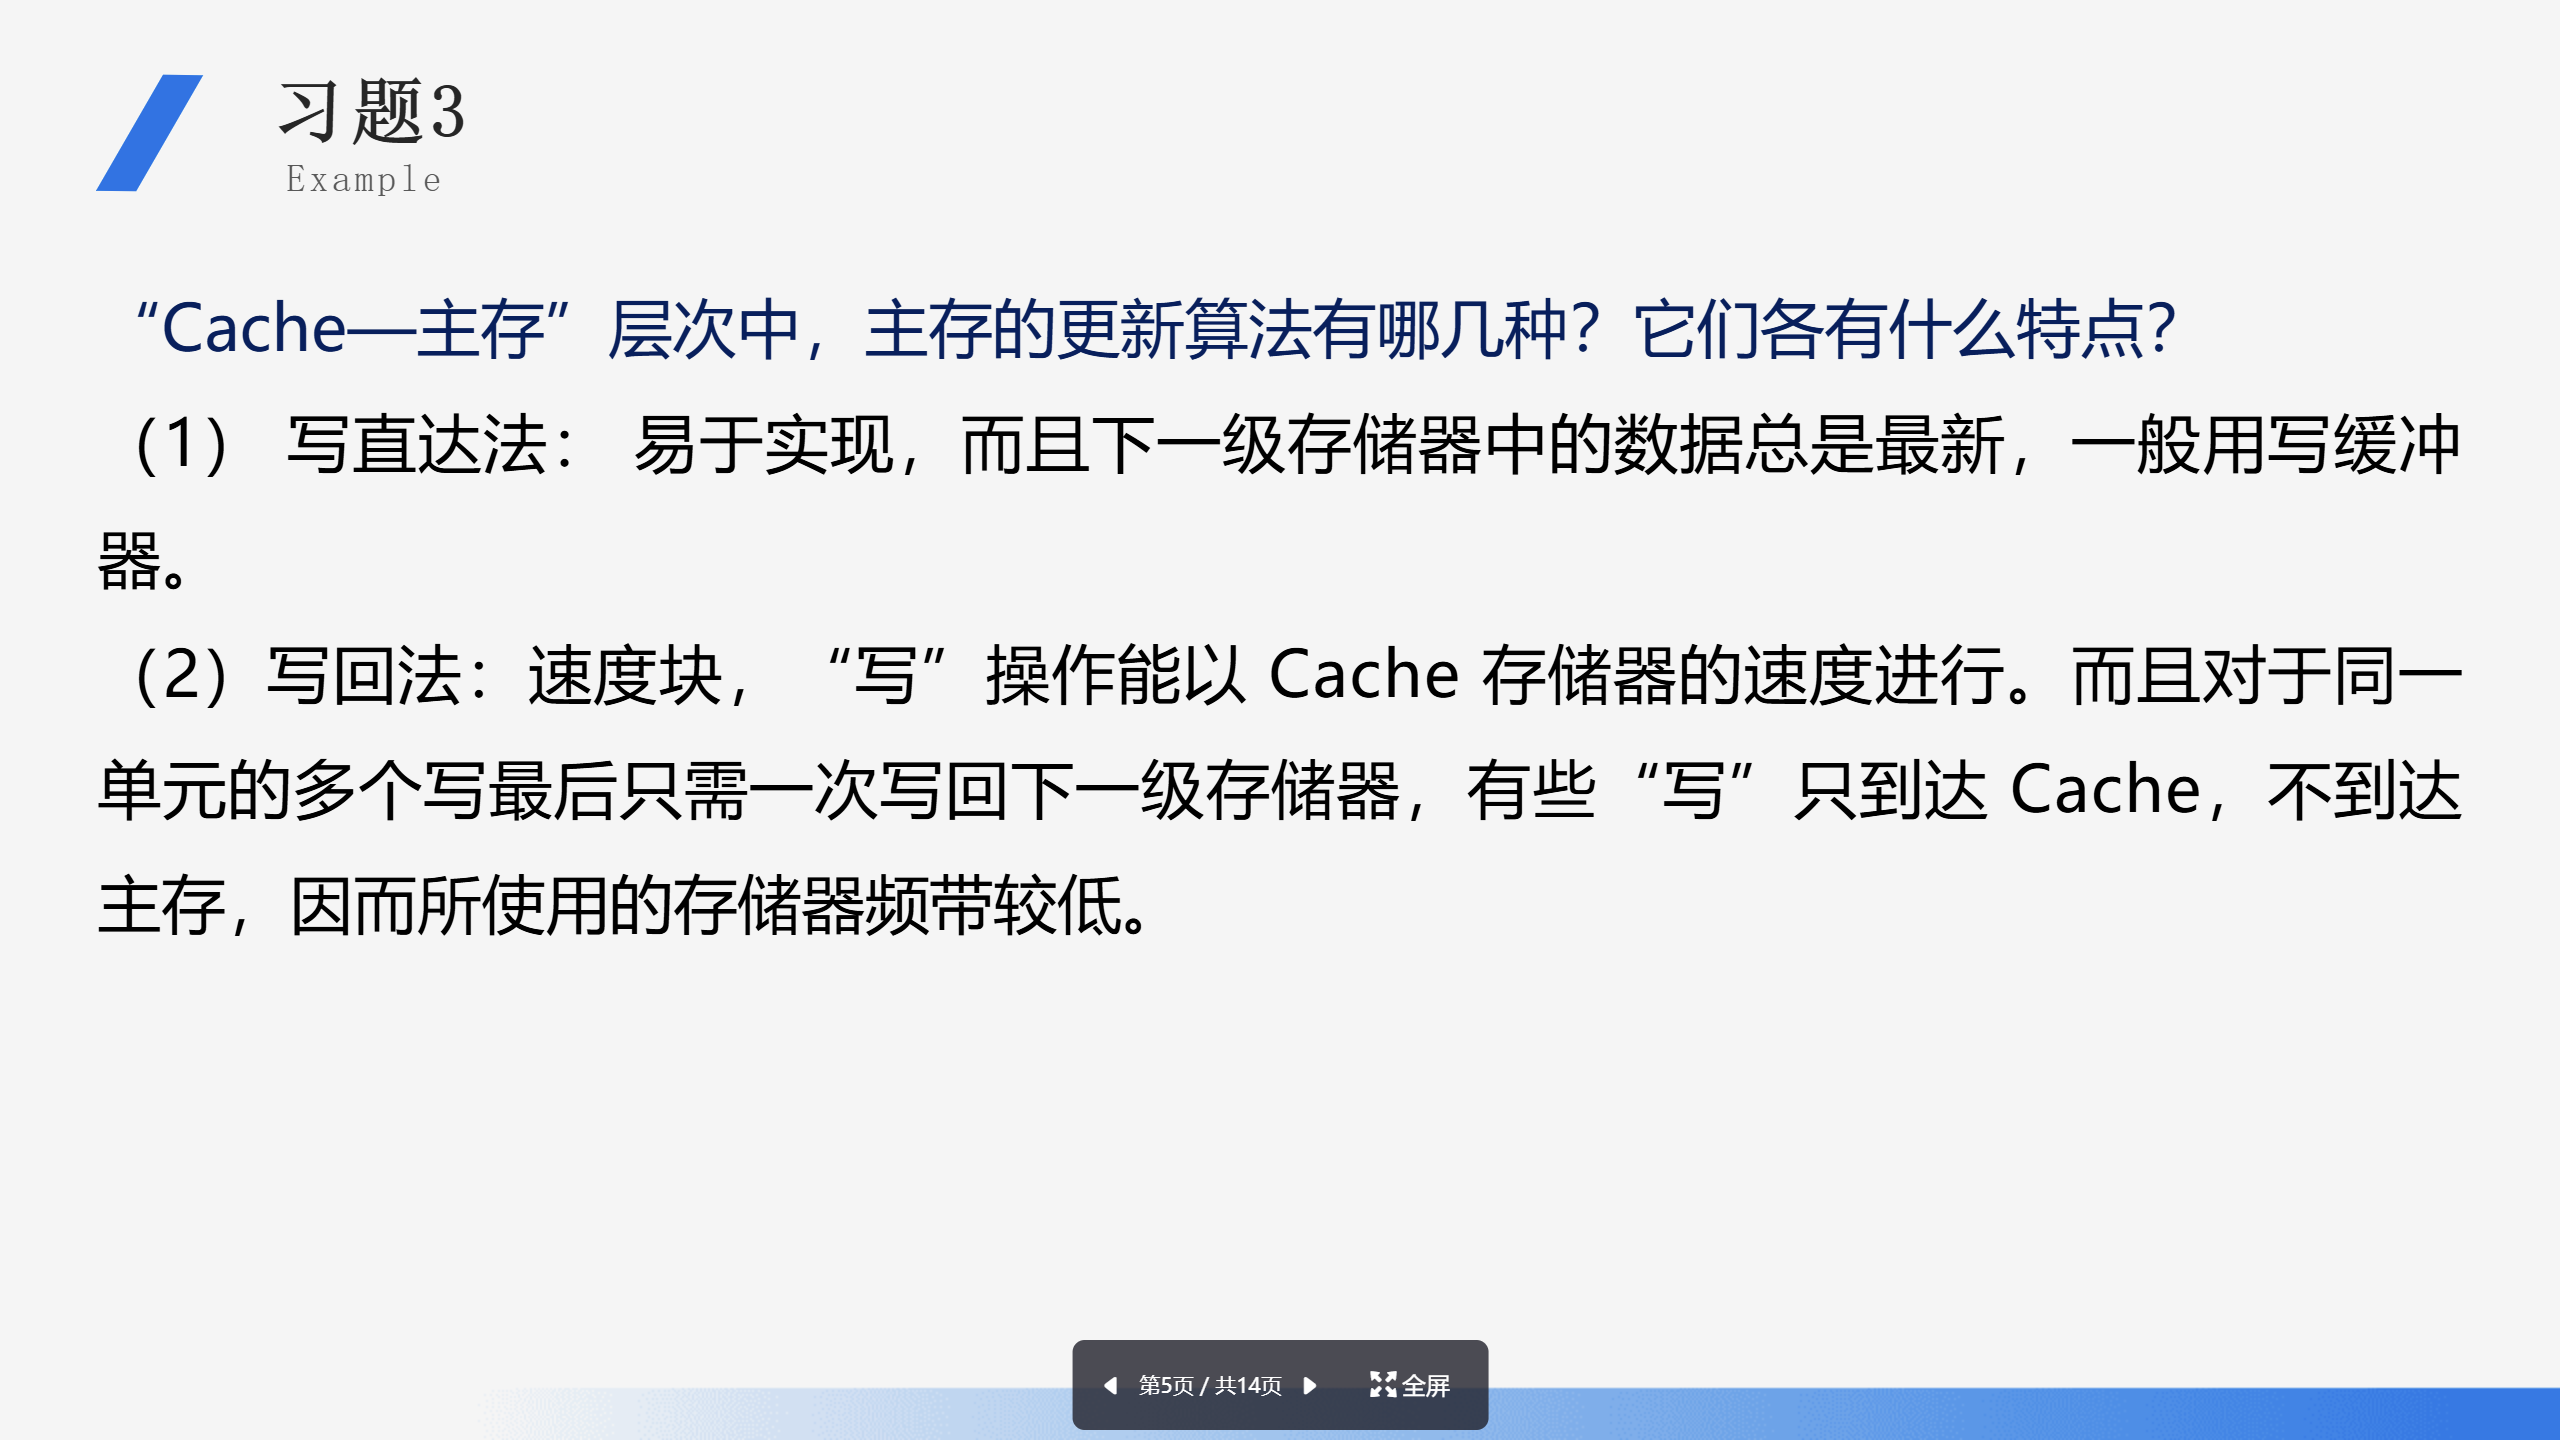 习题3
Example
“Cache—主存”层次中，主存的更新算法有哪几种？它们各有什么特点？
（1） 写直达法： 易于实现，而且下一级存储器中的数据总是最新，一般用写缓冲
器。
（2）写回法：速度块，“写”操作能以 Cache 存储器的速度进行。而且对于同一
单元的多个写最后只需一次写回下一级存储器，有些“写”只到达 Cache，不到达
主存，因而所使用的存储器频带较低。
第5页 / 共14页 全屏